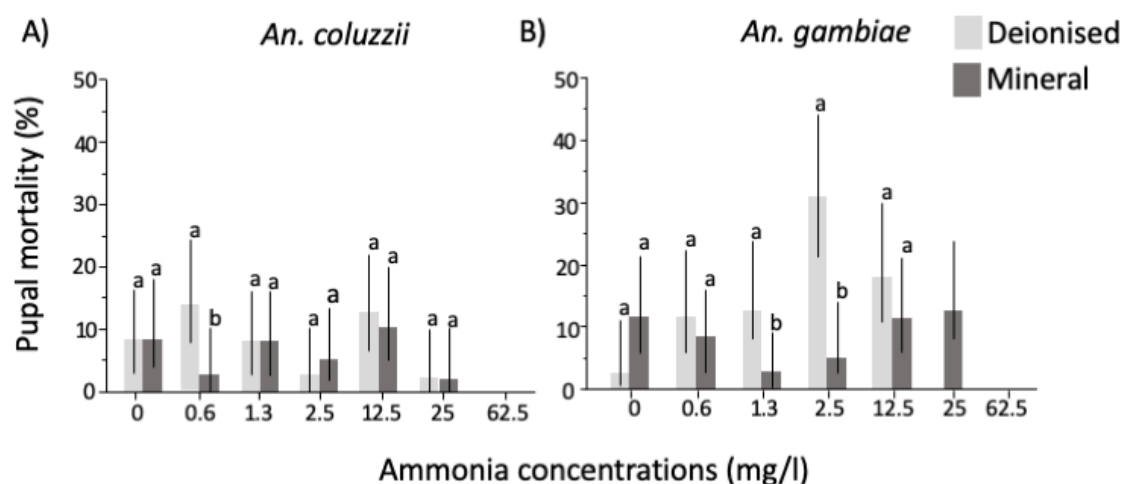 A) An. coluzzii B) An. gambiae Deionised
Mineral
Pupal mortality (%)
50
40
30
20
10
0
a a a b a a a a a a a a
0 0.6 1.3 2.5 12.5 25 62.5
50
40
30
20
10
0
a a a a a b a b a a
0 0.6 1.3 2.5 12.5 25 62.5
Ammonia concentrations (mg/l)